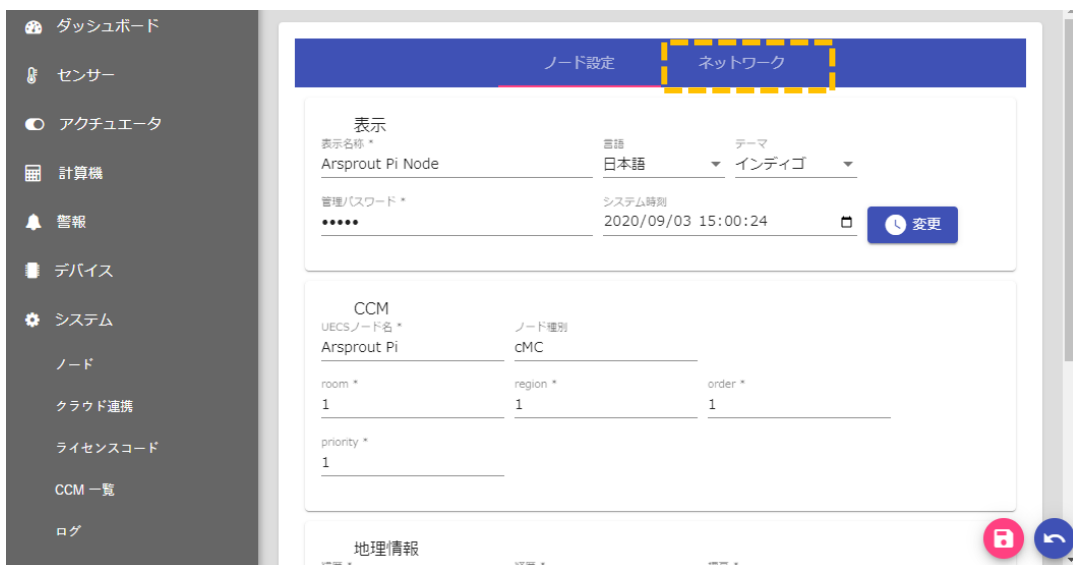 ダッシュボード
センサー
アクチュエータ
計算機
警報
デバイス
システム
ノード
クラウド連携
ライセンスコード
CCM 一覧
ログ
ノード設定 ネットワーク
表示
表示名称 * 言語 テーマ
Arsprout Pi Node 日本語 インディゴ
管理パスワード * システム時刻
••••• 2020/09/03 15:00:24 変更
CCM
UECSノード名 * ノード種別
Arsprout Pi cMC
room * region * order *
1 1 1
priority *
1
地理情報